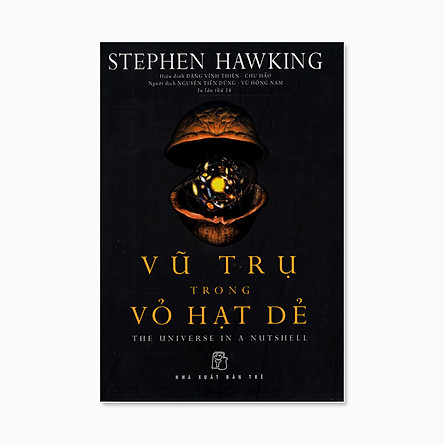 STEPHEN HAWKING
Hiệu đính ĐẶNG VĨNH THIÊN - CHU HẢO
Người dịch NGUYỄN TIẾN DŨNG - VŨ HỒNG NAM
In lần thứ 14
VŨ TRỤ
TRONG
VỎ HẠT DẺ
THE UNIVERSE IN A NUTSHELL
NHÀ XUẤT BẢN TRẺ